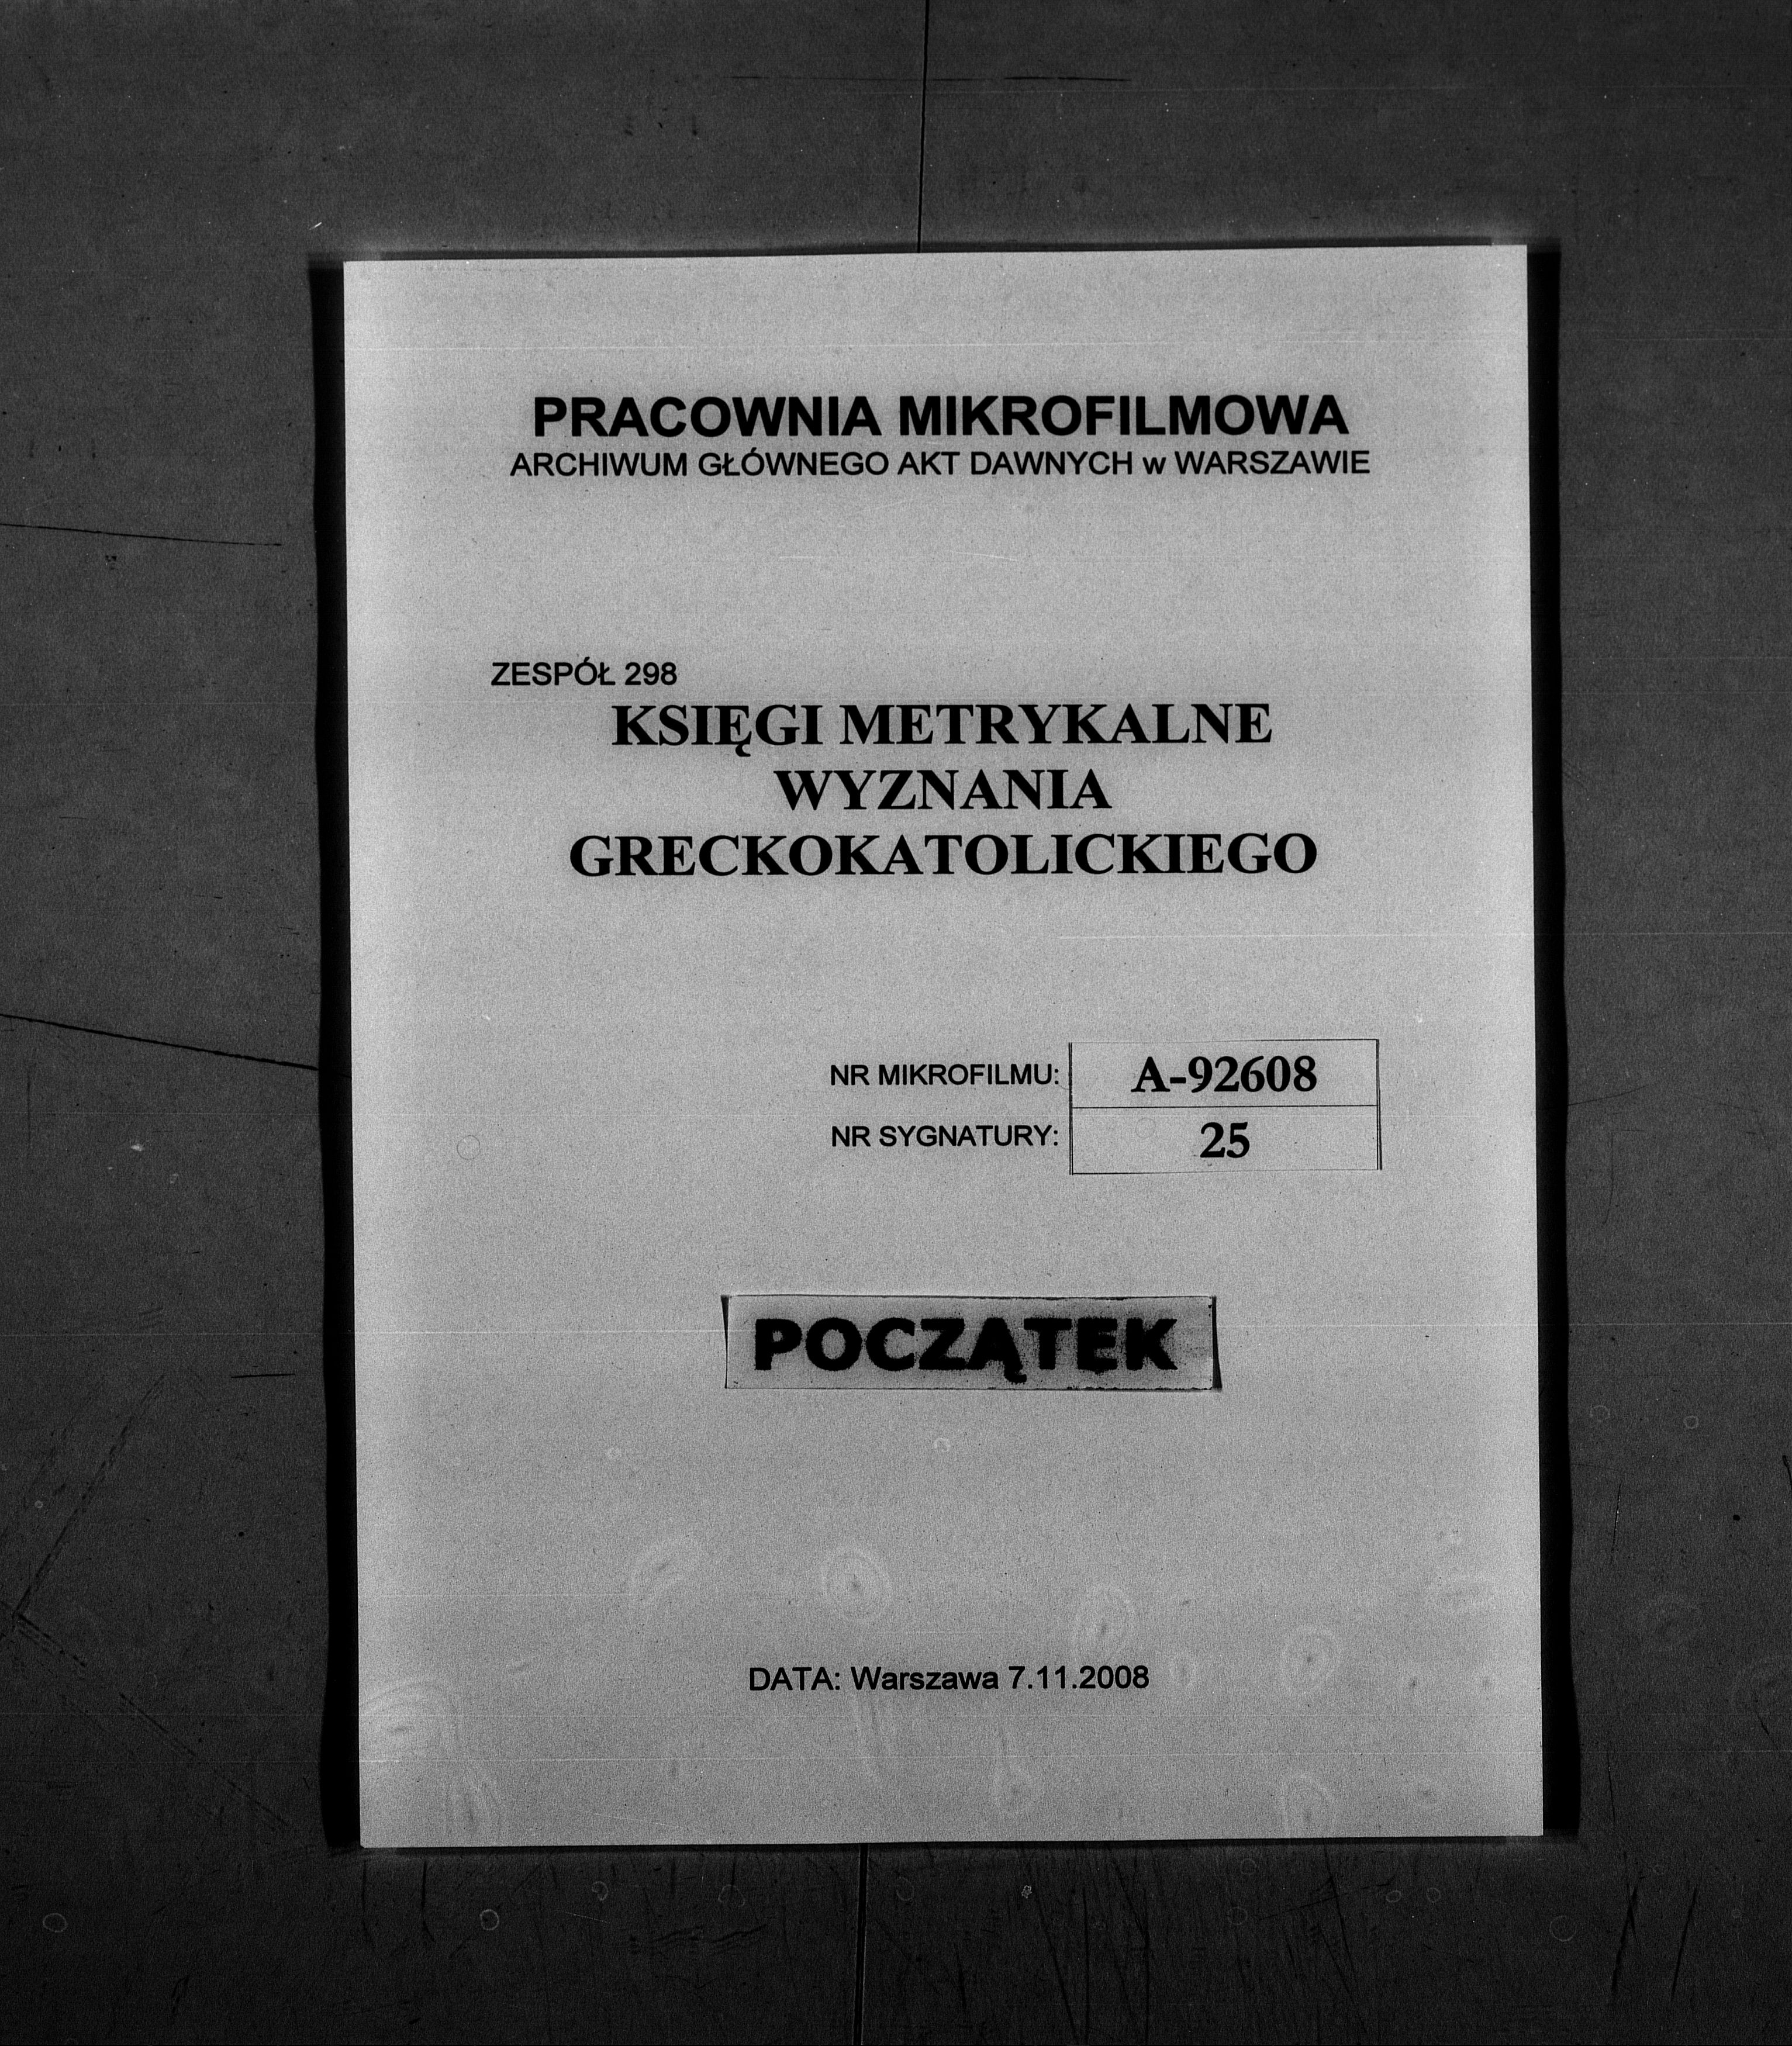 PRACOWNIA MIKROFILMOWA
ARCHIWUM GŁÓWNEGO AKT DAWNYCH w WARSZAWIE
ZESPÓŁ 298
KSIĘGI METRYKALNE
WYZNANIA
GRECKOKATOLICKIEGO
NR MIKROFILMU: A-92608
NR SYGNATURY: 25
POCZĄTEK
DATA: Warszawa 7.11.2008